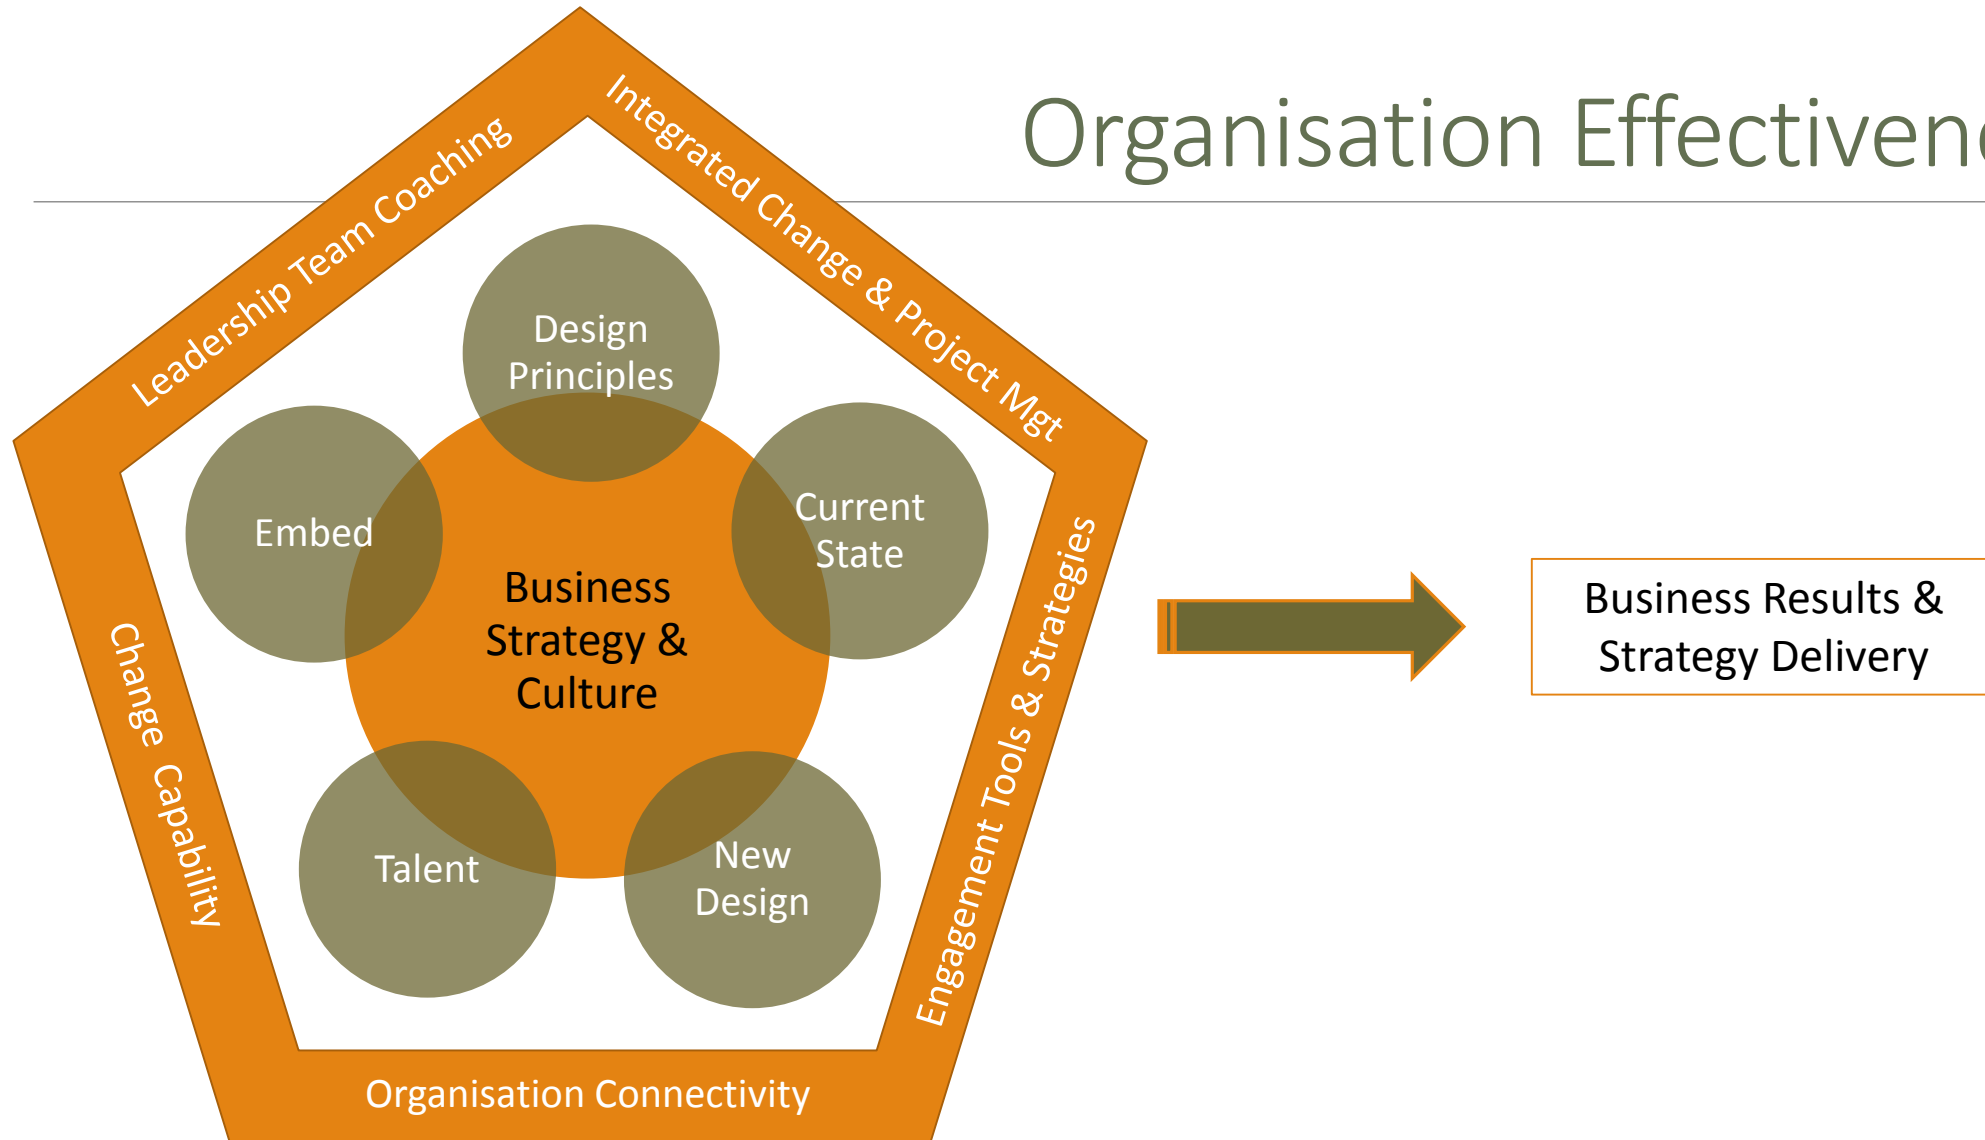 Organisation Effectiven
Leadership Team Coaching
Integrated Change & Project Mgt
Design
Principles
Embed
Current
State
Business
Strategy &
Culture
Talent
New
Design
Change Capability
Engagement Tools & Strategies
Organisation Connectivity
Business Results &
Strategy Delivery